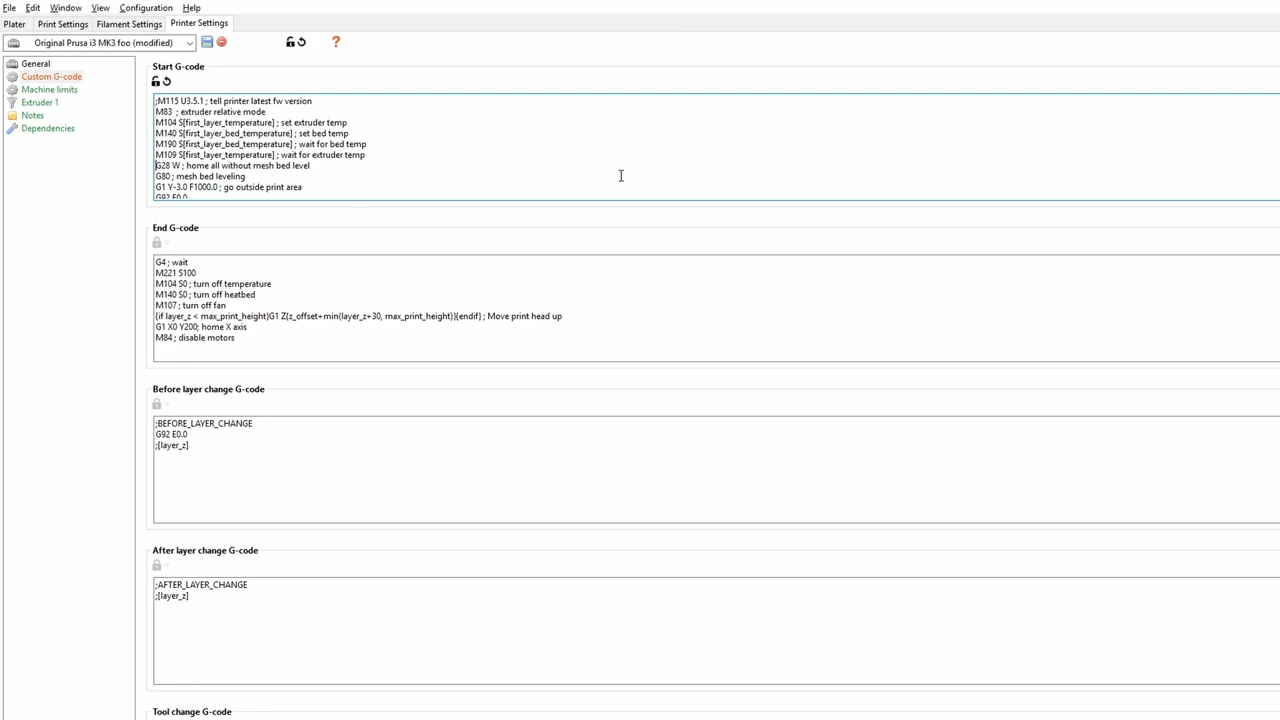 File Edit Window View Configuration Help
Plater Print Settings Filament Settings Printer Settings
Original Prusa i3 MK3 foo (modified) ?
General
Custom G-code
Machine limits
Extruder 1
Notes
Dependencies
Start G-code
;M115 U3.5.1 ; tell printer latest fw version
M83  ; extruder relative mode
M104 S[first_layer_temperature] ; set extruder temp
M140 S[first_layer_bed_temperature] ; set bed temp
M190 S[first_layer_bed_temperature] ; wait for bed temp
M109 S[first_layer_temperature] ; wait for extruder temp
G28 W ; home all without mesh bed level
G80 ; mesh bed leveling
G1 Y-3.0 F1000.0 ; go outside print area
G92 E0.0
End G-code
G4 ; wait
M221 S100
M104 S0 ; turn off temperature
M140 S0 ; turn off heatbed
M107 ; turn off fan
{if layer_z < max_print_height}G1 Z{z_offset+min(layer_z+30, max_print_height)}{endif} ; Move print head up
G1 X0 Y200; home X axis
M84 ; disable motors
Before layer change G-code
;BEFORE_LAYER_CHANGE
G92 E0.0
;[layer_z]
After layer change G-code
;AFTER_LAYER_CHANGE
;[layer_z]
Tool change G-code